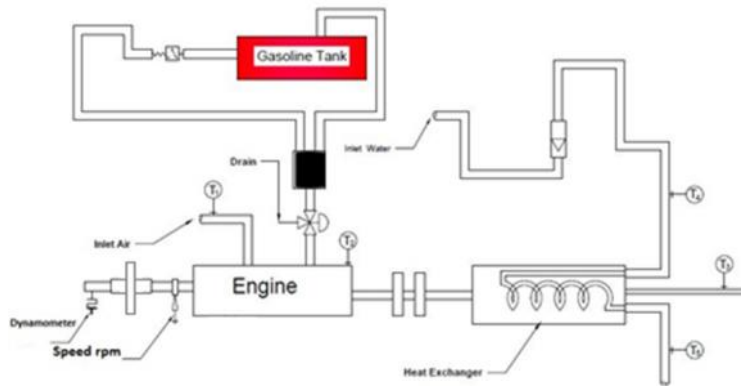 Gasoline Tank
Inlet Water
Drain
T1
T4
Inlet Air
T2
T3
Engine
Dynamometer
Speed rpm
Heat Exchanger
T5